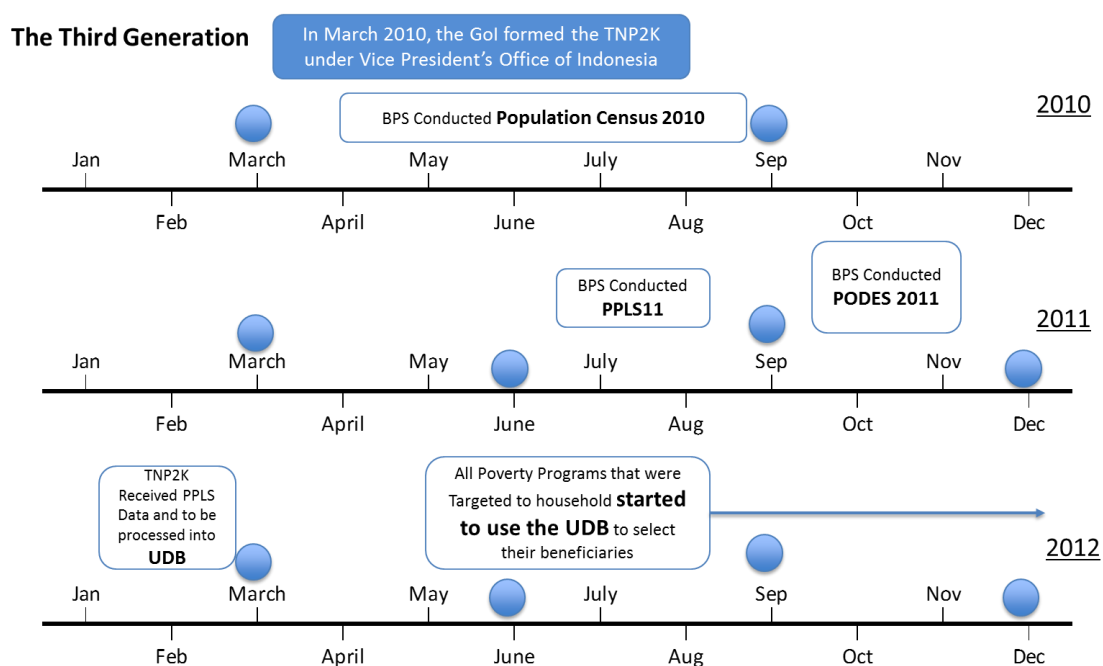 The Third Generation
In March 2010, the GoI formed the TNP2K
under Vice President's Office of Indonesia
BPS Conducted Population Census 2010
2010
Jan March May July Sep Nov
Feb April June Aug Oct Dec
BPS Conducted
PPLS11
BPS Conducted
PODES 2011
2011
Jan March May July Sep Nov
Feb April June Aug Oct Dec
TNP2K
Received PPLS
Data and to be
processed into
UDB
All Poverty Programs that were
Targeted to household started
to use the UDB to select
their beneficiaries
2012
Jan March May July Sep Nov
Feb April June Aug Oct Dec